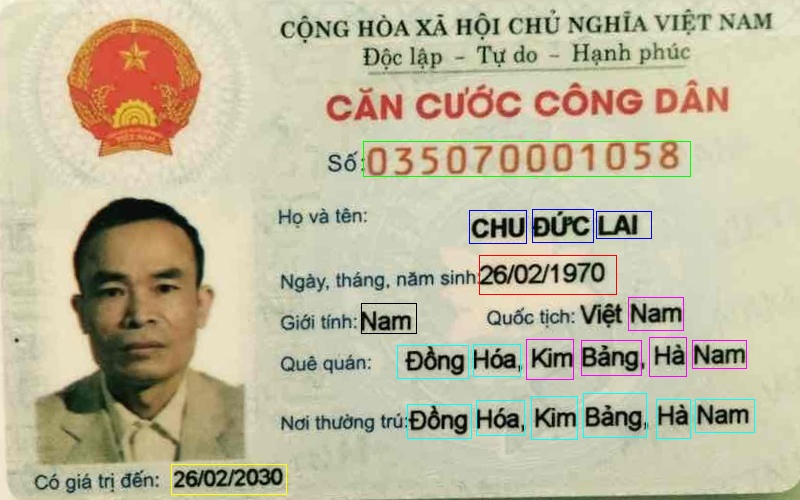 CỘNG HÒA XÃ HỘI CHỦ NGHĨA VIỆT NAM
Độc lập - Tự do - Hạnh phúc
CĂN CƯỚC CÔNG DÂN
Số: 035070001058
Họ và tên: CHU ĐỨC LAI
Ngày, tháng, năm sinh: 26/02/1970
Giới tính: Nam Quốc tịch: Việt Nam
Quê quán: Đồng Hóa, Kim Bảng, Hà Nam
Nơi thường trú: Đồng Hóa, Kim Bảng, Hà Nam
Có giá trị đến: 26/02/2030